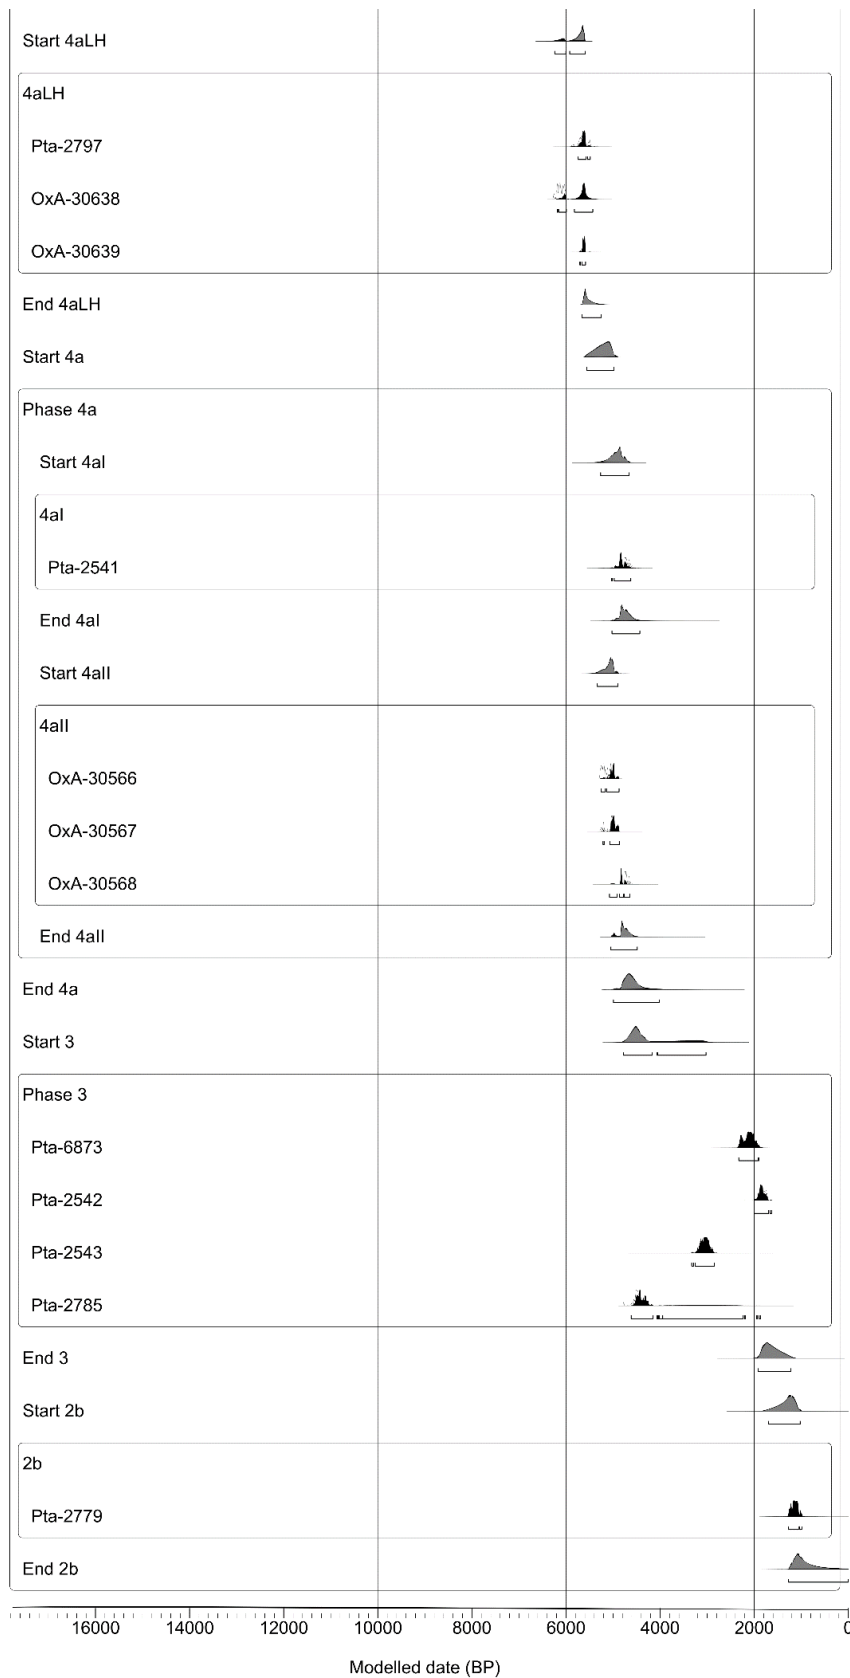 Start 4aLH
4aLH
Pta-2797
OxA-30638
OxA-30639
End 4aLH
Start 4a
Phase 4a
Start 4aI
4aI
Pta-2541
End 4aI
Start 4aII
4aII
OxA-30566
OxA-30567
OxA-30568
End 4aII
End 4a
Start 3
Phase 3
Pta-6873
Pta-2542
Pta-2543
Pta-2785
End 3
Start 2b
2b
Pta-2779
End 2b
16000 14000 10000 8000 6000 4000 2000 0
12000
Modelled date (BP)